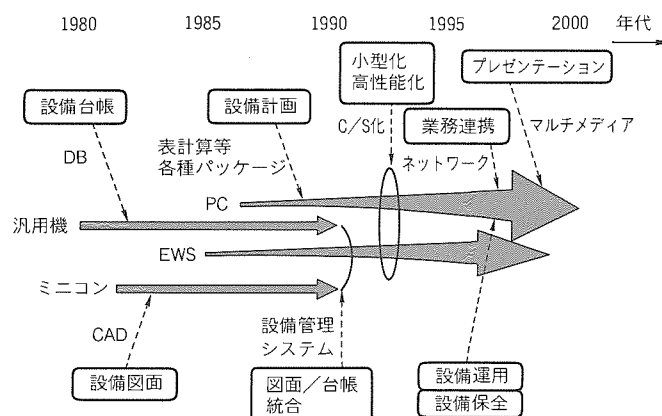 1980 1985 1990 1995 2000 年代
小型化
高性能化
プレゼンテーション
設備台帳
設備計画
C／S化
業務連携
マルチメディア
DB
表計算等
各種パッケージ
ネットワーク
PC
汎用機
EWS
ミニコン
CAD
設備管理
システム
設備図面
図面／台帳
統合
設備運用
設備保全